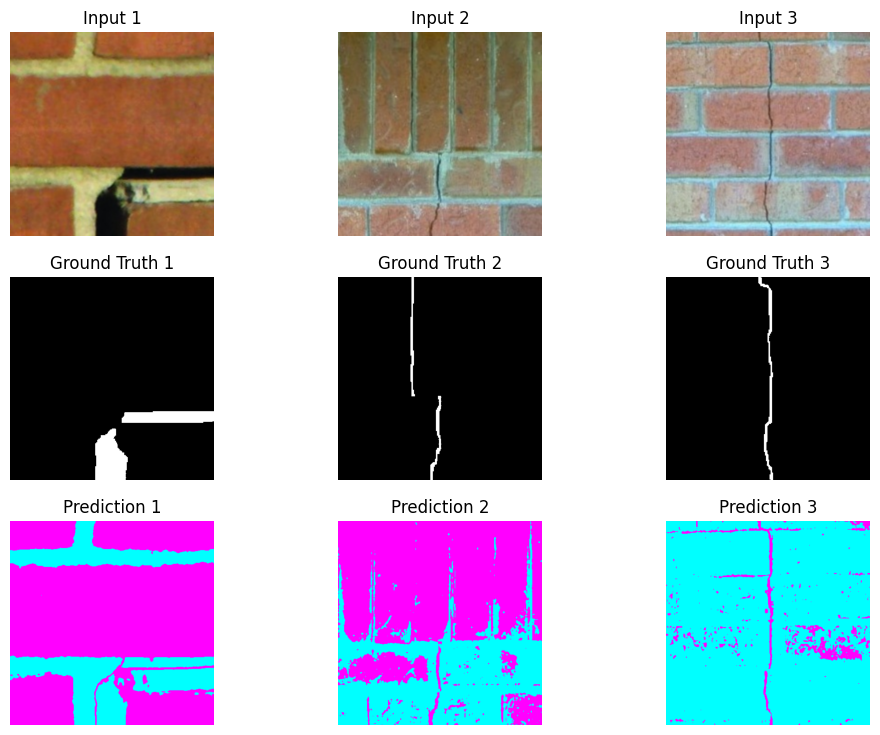 Input 1
Input 2
Input 3
Ground Truth 1
Ground Truth 2
Ground Truth 3
Prediction 1
Prediction 2
Prediction 3